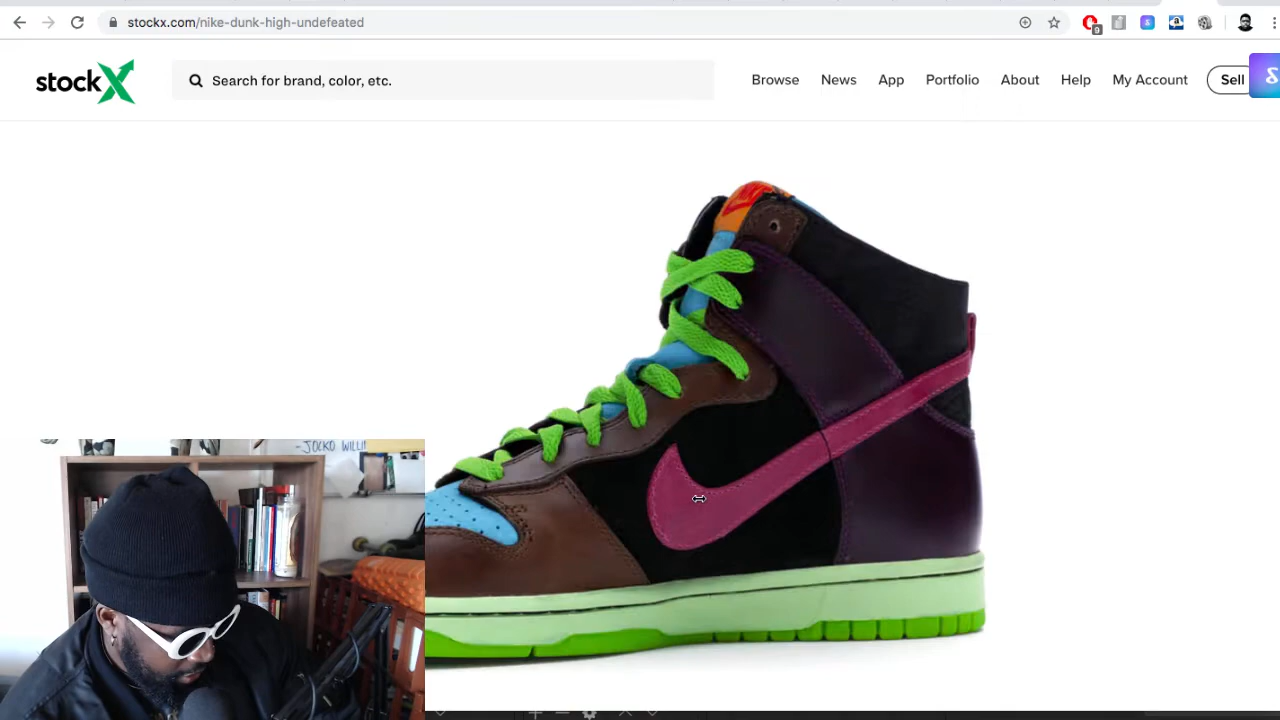 stockx.com/nike-dunk-high-undefeated
9
stockX
Search for brand, color, etc.
Browse
News
App
Portfolio
About
Help
My Account
Sell
-JOCKO WILLI